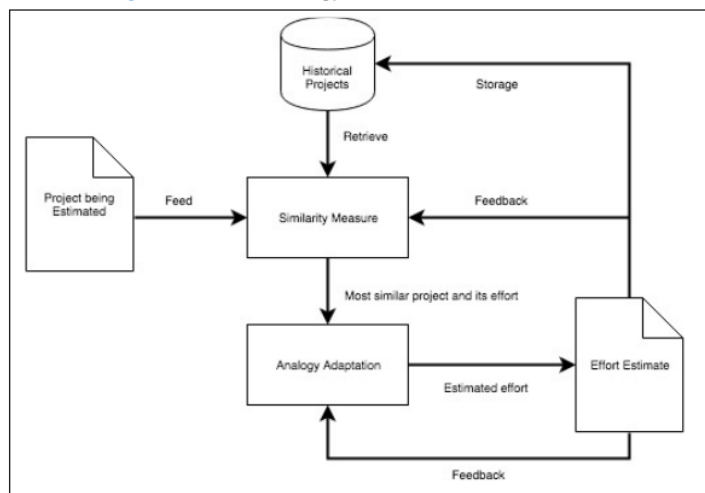 Historical
Projects
Storage
Retrieve
Project being
Estimated
Feed
Similarity Measure
Feedback
Most similar project and its effort
Analogy Adaptation
Estimated effort
Effort Estimate
Feedback